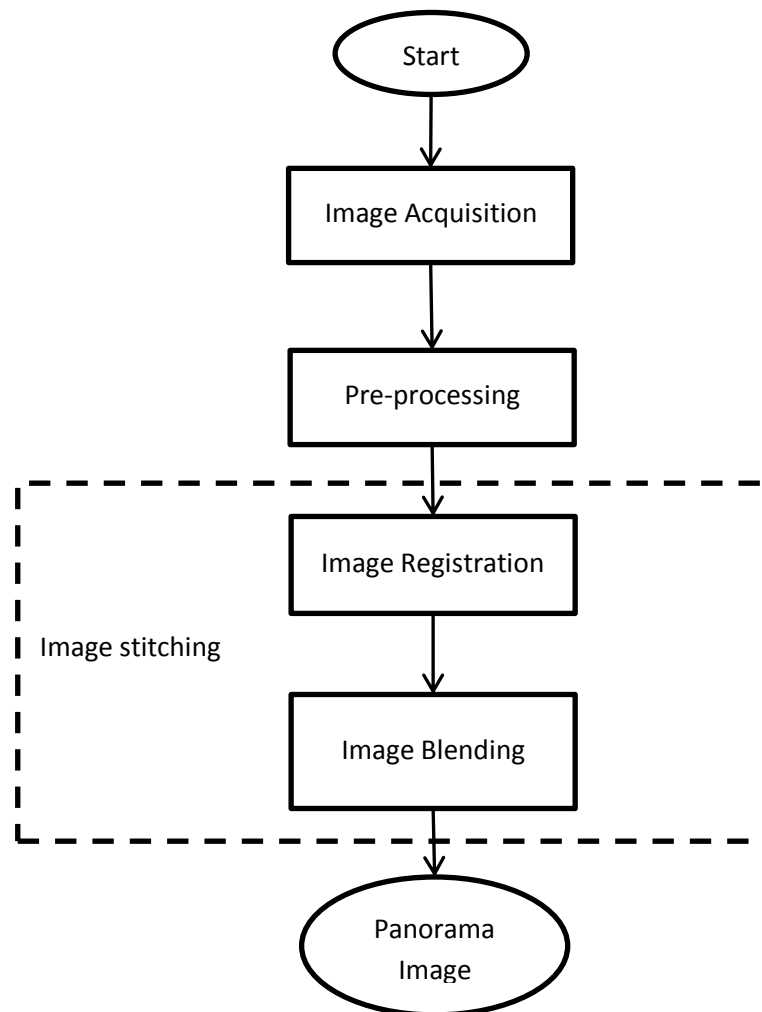 Start
Image Acquisition
Pre-processing
Image Registration
Image stitching
Image Blending
Panorama
Image